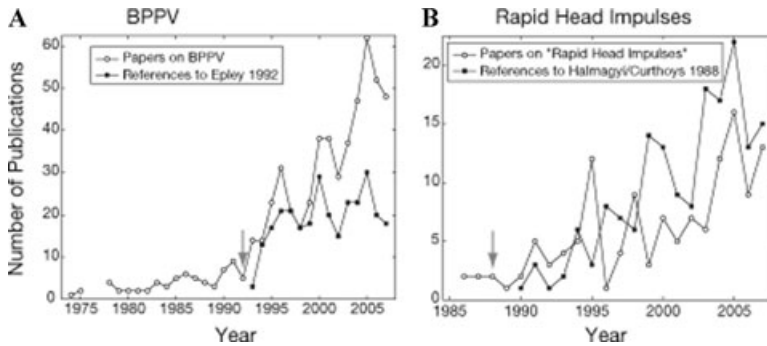 A
BPPV
Number of Publications
60
50
40
30
20
10
0
Papers on BPPV
References to Epley 1992
1975 1980 1985 1990 1995 2000 2005
Year
B
Rapid Head Impulses
20
15
10
5
0
Papers on "Rapid Head Impulses"
References to Halmagyi/Curthoys 1988
1985 1990 1995 2000 2005
Year